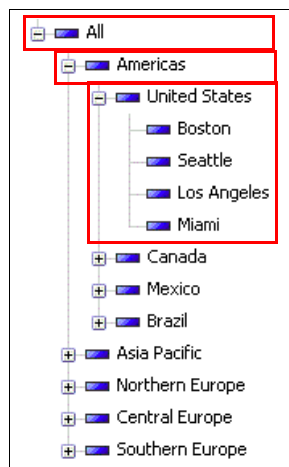 All
Americas
United States
Boston
Seattle
Los Angeles
Miami
Canada
Mexico
Brazil
Asia Pacific
Northern Europe
Central Europe
Southern Europe